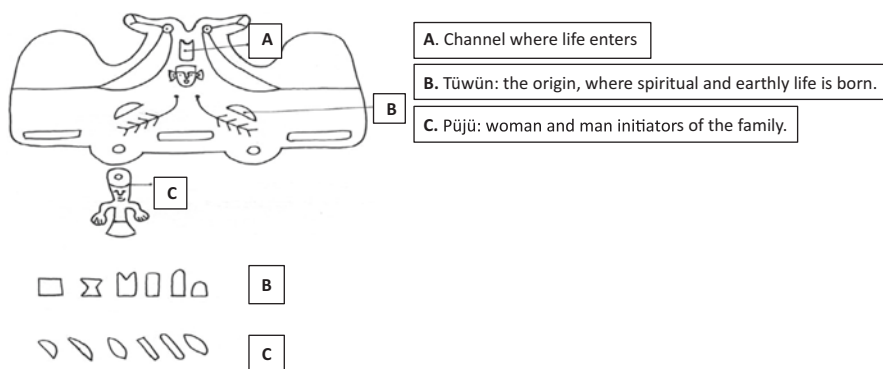 A
A. Channel where life enters
B. Tüwün: the origin, where spiritual and earthly life is born.
B
C. Püjü: woman and man initiators of the family.
C
B
C